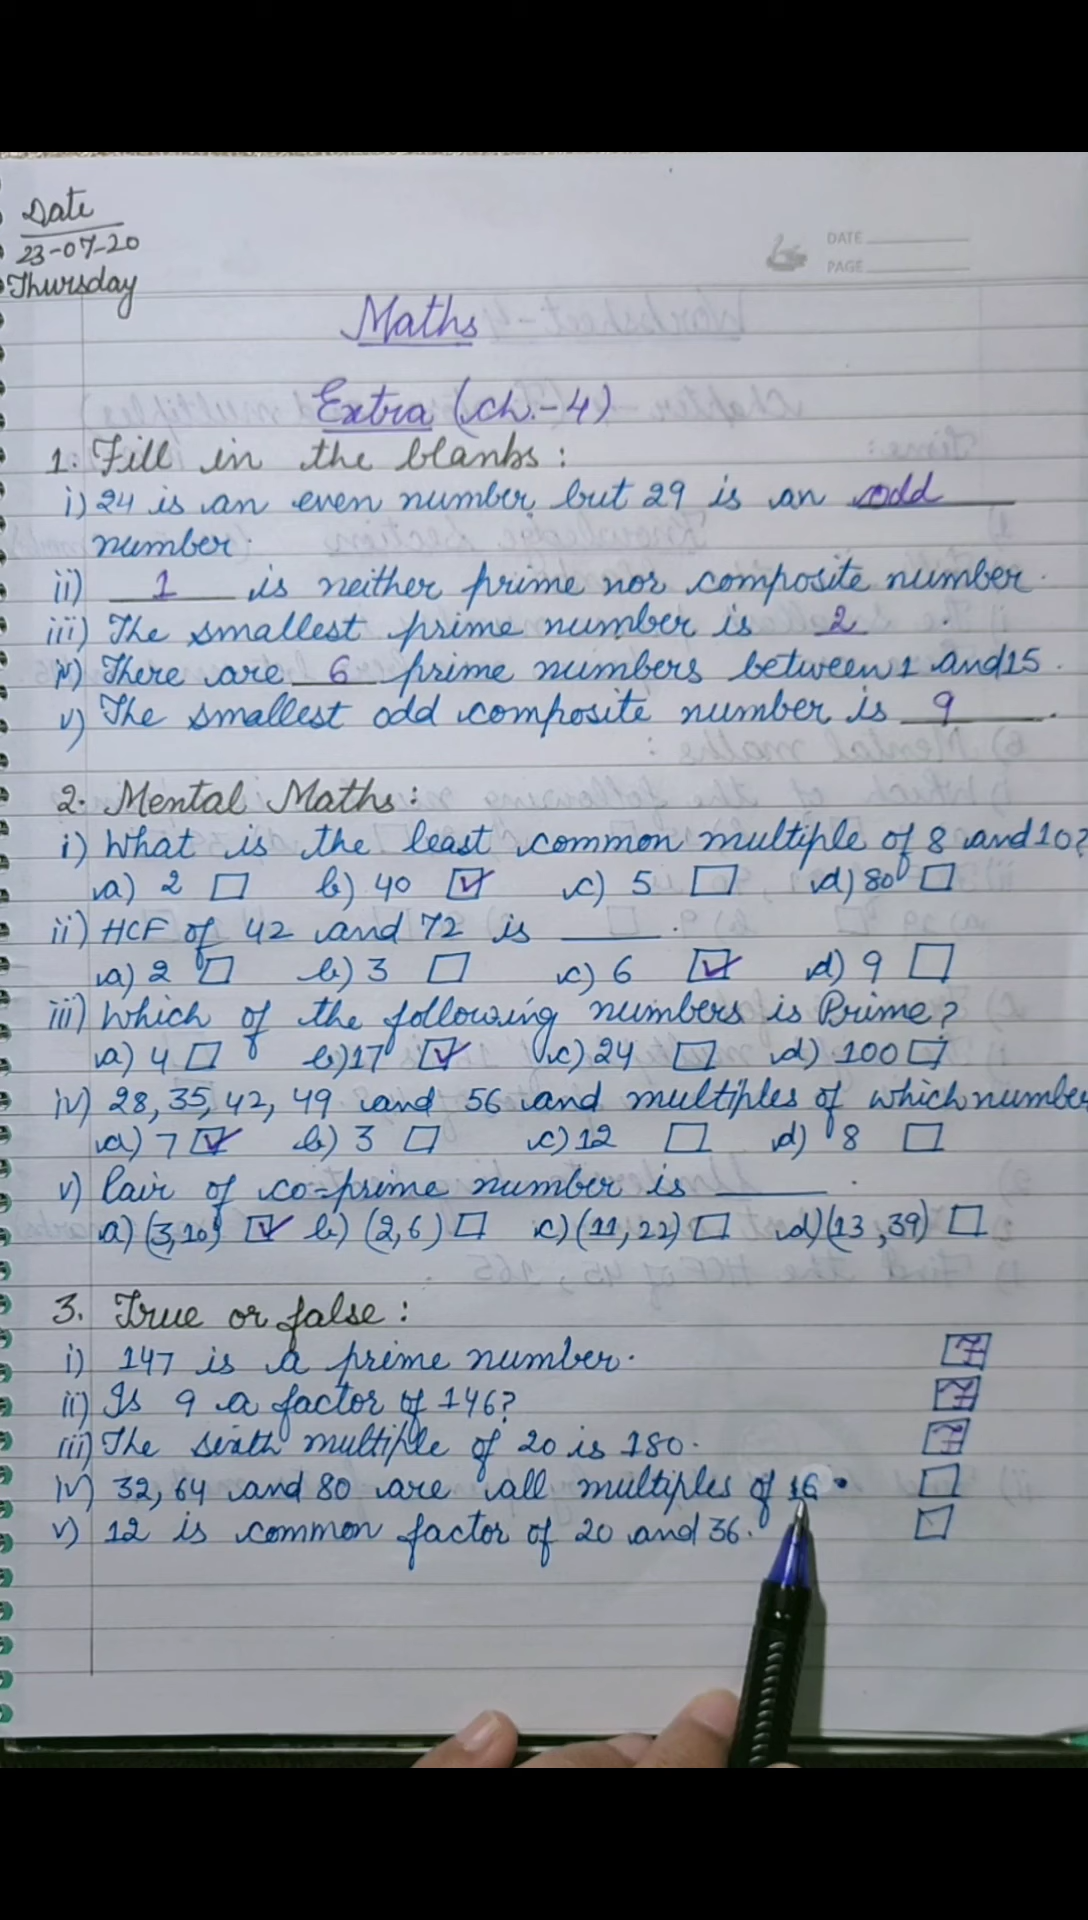 Date
23-07-20
Thursday
DATE
PAGE
Maths
Extra (ch.-4)
1. Fill in the blanks:
i) 24 is an even number, but 29 is an odd
number.
ii) 1 is neither prime nor composite number.
iii) The smallest prime number is 2.
iv) There are 6 prime numbers between 1 and 15.
v) The smallest odd composite number is 9.
2. Mental Maths:
i) What is the least common multiple of 8 and 10?
a) 2 b) 40 ✓ c) 5 d) 80
ii) HCF of 42 and 72 is ______.
a) 2 b) 3 c) 6 ✓ d) 9
iii) Which of the following numbers is Prime?
a) 4 b) 17 ✓ c) 24 d) 100
iv) 28, 35, 42, 49 and 56 and multiples of which number
a) 7 ✓ b) 3 c) 12 d) 8
v) Pair of co-prime number is ______.
a) (3,10) ✓ b) (2,6) c) (11,22) d) (13,39)
3. True or false:
i) 147 is a prime number. F
ii) Is 9 a factor of 146? F
iii) The sixth multiple of 20 is 180. F
iv) 32, 64 and 80 are all multiples of 16.
v) 12 is common factor of 20 and 36.